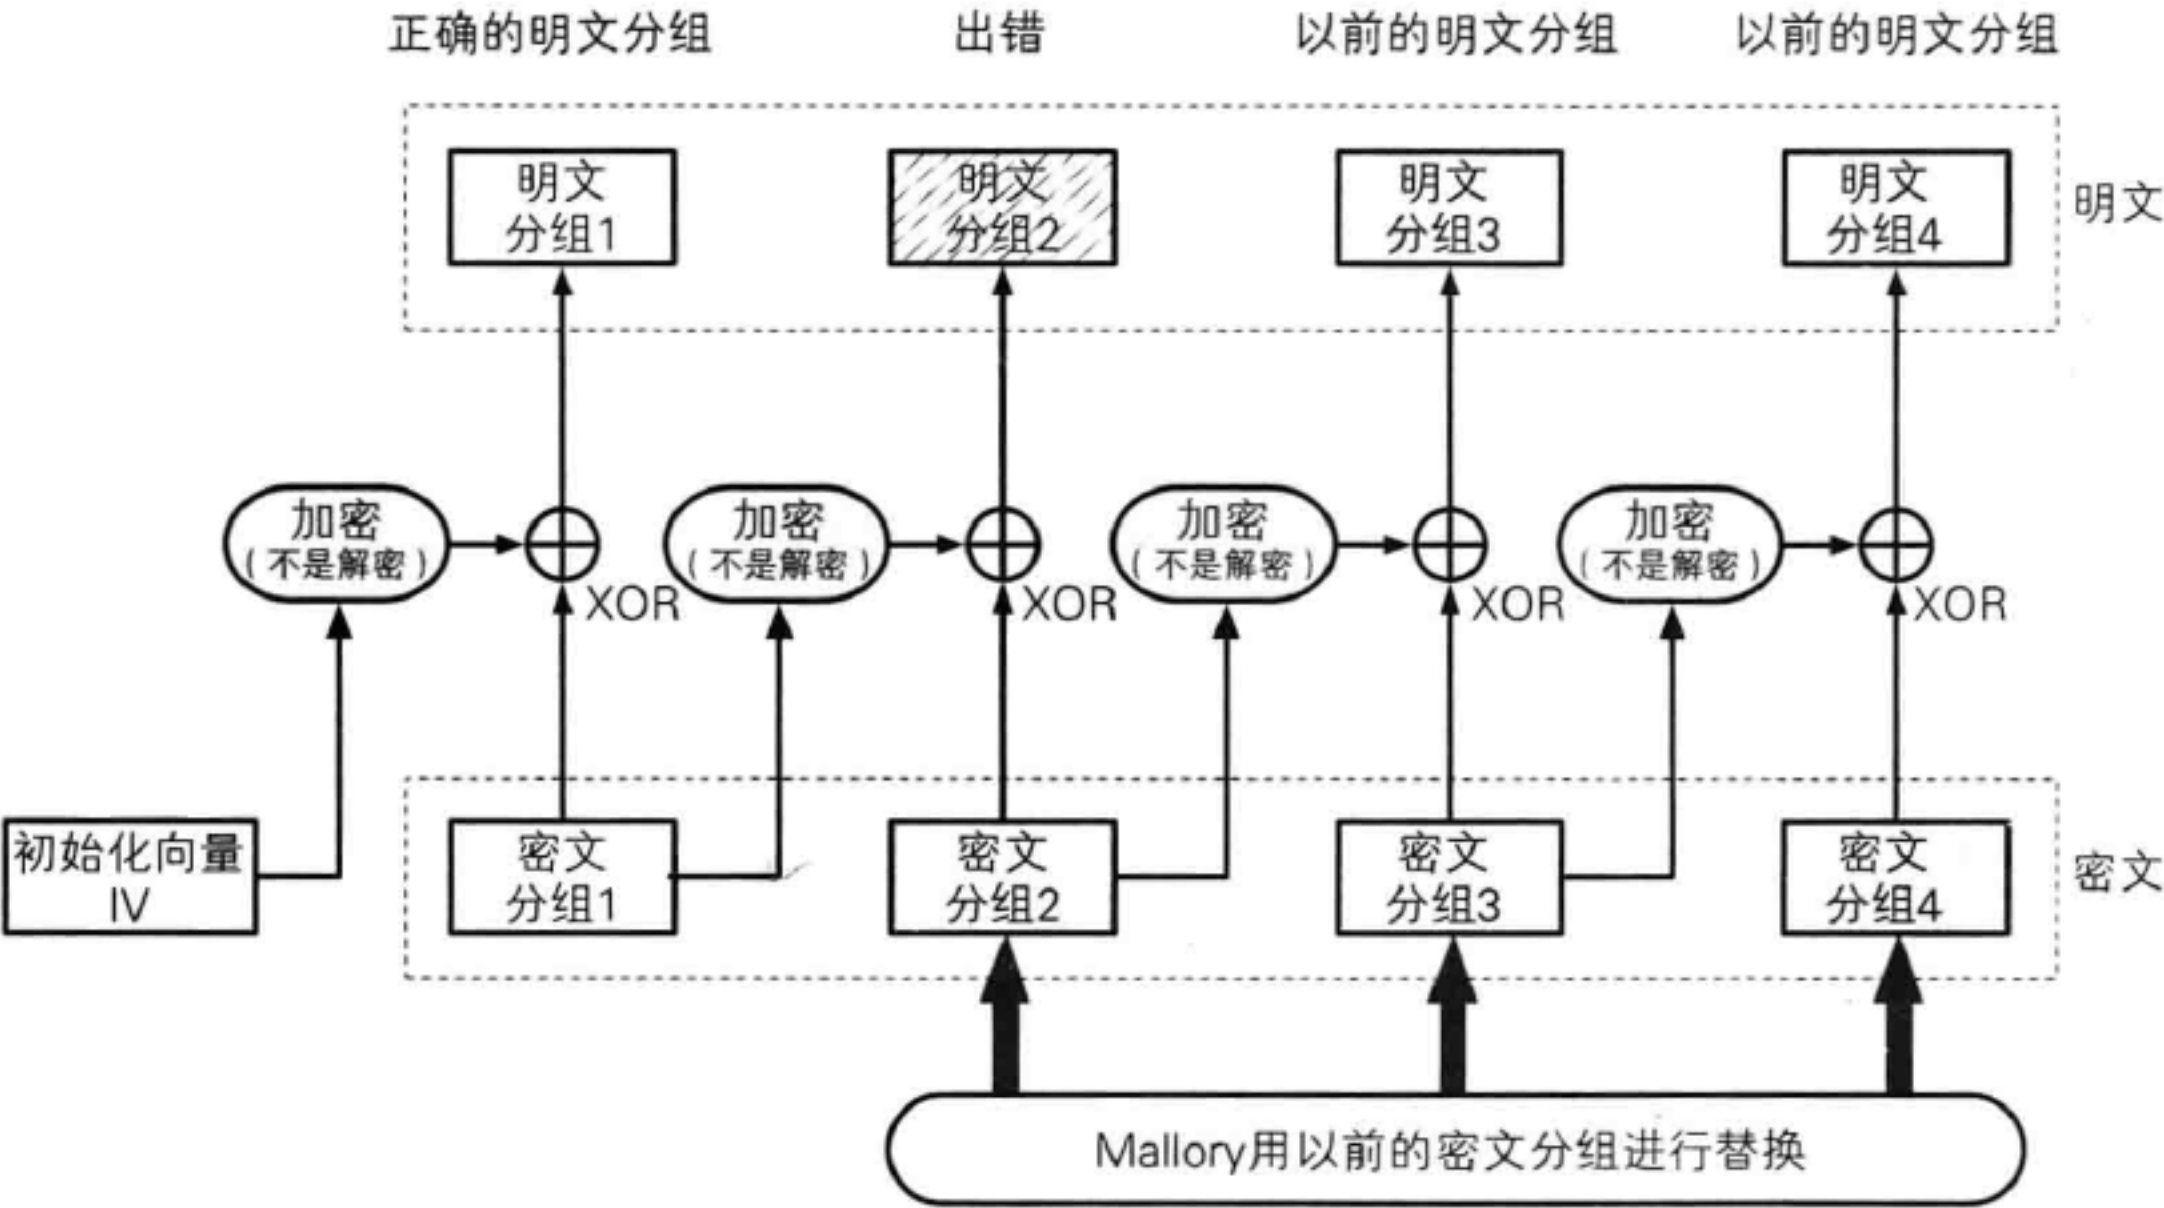 正确的明文分组
出错
以前的明文分组
以前的明文分组
明文
分组1
明文
分组2
明文
分组3
明文
分组4
明文
加密
(不是解密)
XOR
加密
(不是解密)
XOR
加密
(不是解密)
XOR
加密
(不是解密)
XOR
初始化向量
IV
密文
分组1
密文
分组2
密文
分组3
密文
分组4
密文
Mallory用以前的密文分组进行替换